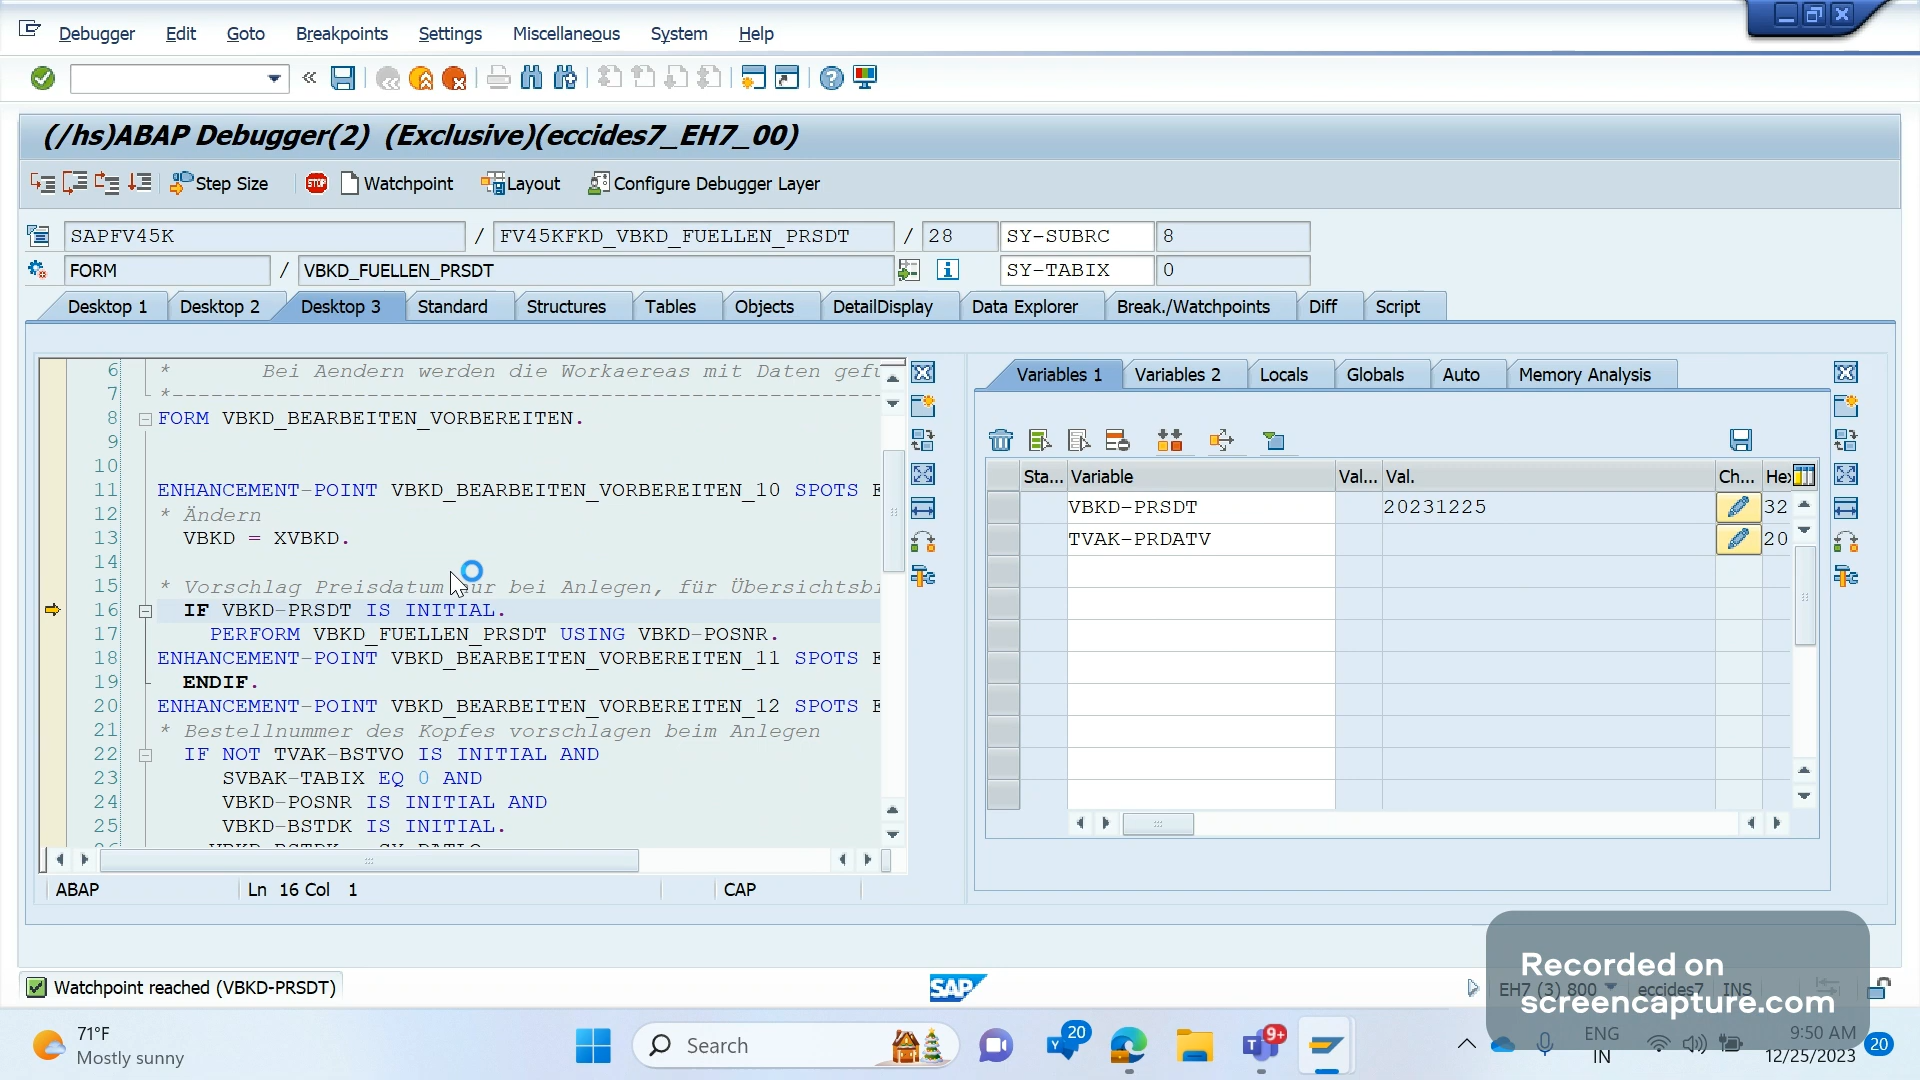 Debugger Edit Goto Breakpoints Settings Miscellaneous System Help
(/hs)ABAP Debugger(2) (Exclusive)(eccides7_EH7_00)
Step Size STOP Watchpoint Layout Configure Debugger Layer
SAPFV45K / FV45KFKD_VBKD_FUELLEN_PRSDT / 28 SY-SUBRC 8
FORM / VBKD_FUELLEN_PRSDT SY-TABIX 0
Desktop 1 Desktop 2 Desktop 3 Standard Structures Tables Objects DetailDisplay Data Explorer Break./Watchpoints Diff Script
Variables 1 Variables 2 Locals Globals Auto Memory Analysis
Sta... Variable Val... Val. Ch... Hex
VBKD-PRSDT 20231225 32
TVAK-PRDATV 20
6 * Bei Aendern werden die Workaereas mit Daten gefü
7 *----------------------------------------------------
8 FORM VBKD_BEARBEITEN_VORBEREITEN.
9
10
11 ENHANCEMENT-POINT VBKD_BEARBEITEN_VORBEREITEN_10 SPOTS E
12 * Ändern
13 VBKD = XVBKD.
14
15 * Vorschlag Preisdatum nur bei Anlegen, für Übersichtsbi
16 IF VBKD-PRSDT IS INITIAL.
17 PERFORM VBKD_FUELLEN_PRSDT USING VBKD-POSNR.
18 ENHANCEMENT-POINT VBKD_BEARBEITEN_VORBEREITEN_11 SPOTS E
19 ENDIF.
20 ENHANCEMENT-POINT VBKD_BEARBEITEN_VORBEREITEN_12 SPOTS E
21 * Bestellnummer des Kopfes vorschlagen beim Anlegen
22 IF NOT TVAK-BSTVO IS INITIAL AND
23 SVBAK-TABIX EQ 0 AND
24 VBKD-POSNR IS INITIAL AND
25 VBKD-BSTDK IS INITIAL.
ABAP Ln 16 Col 1 CAP
Watchpoint reached (VBKD-PRSDT) SAP EH7 (3) 800 eccides7 INS
Recorded on
screencapture.com
71°F
Mostly sunny
Search
20
9+
ENG
IN
9:50 AM
12/25/2023
20